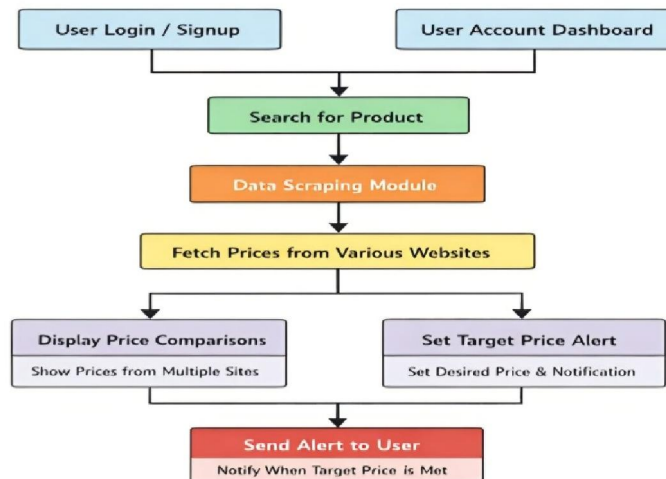 User Login / Signup
User Account Dashboard
Search for Product
Data Scraping Module
Fetch Prices from Various Websites
Display Price Comparisons
Show Prices from Multiple Sites
Set Target Price Alert
Set Desired Price & Notification
Send Alert to User
Notify When Target Price is Met